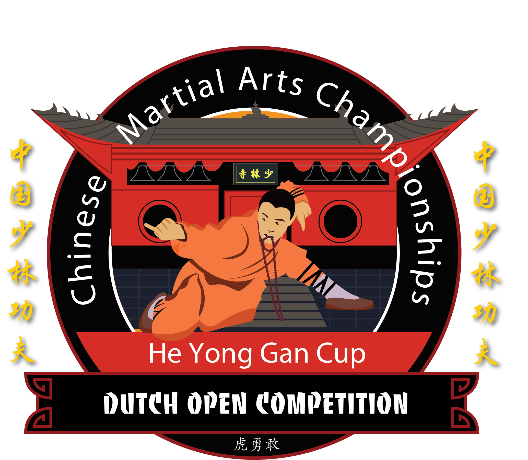 Chinese Martial Arts Championships
中国少林功夫
寺林少
中国少林功夫
He Yong Gan Cup
DUTCH OPEN COMPETITION
虎勇敢